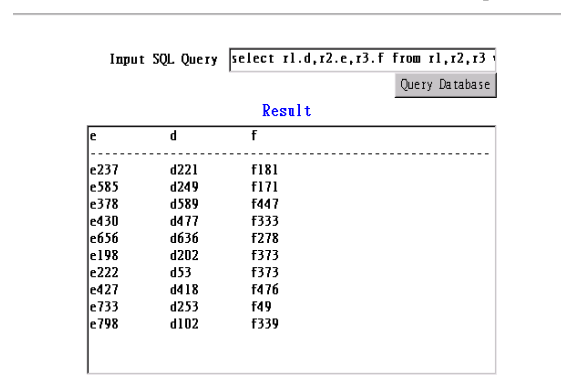 Input SQL Query select r1.d,r2.e,r3.f from r1,r2,r3
Query Database
Result
e d f
e237 d221 f181
e585 d249 f171
e378 d589 f447
e430 d477 f333
e656 d636 f278
e198 d202 f373
e222 d53 f373
e427 d418 f476
e733 d253 f49
e798 d102 f339